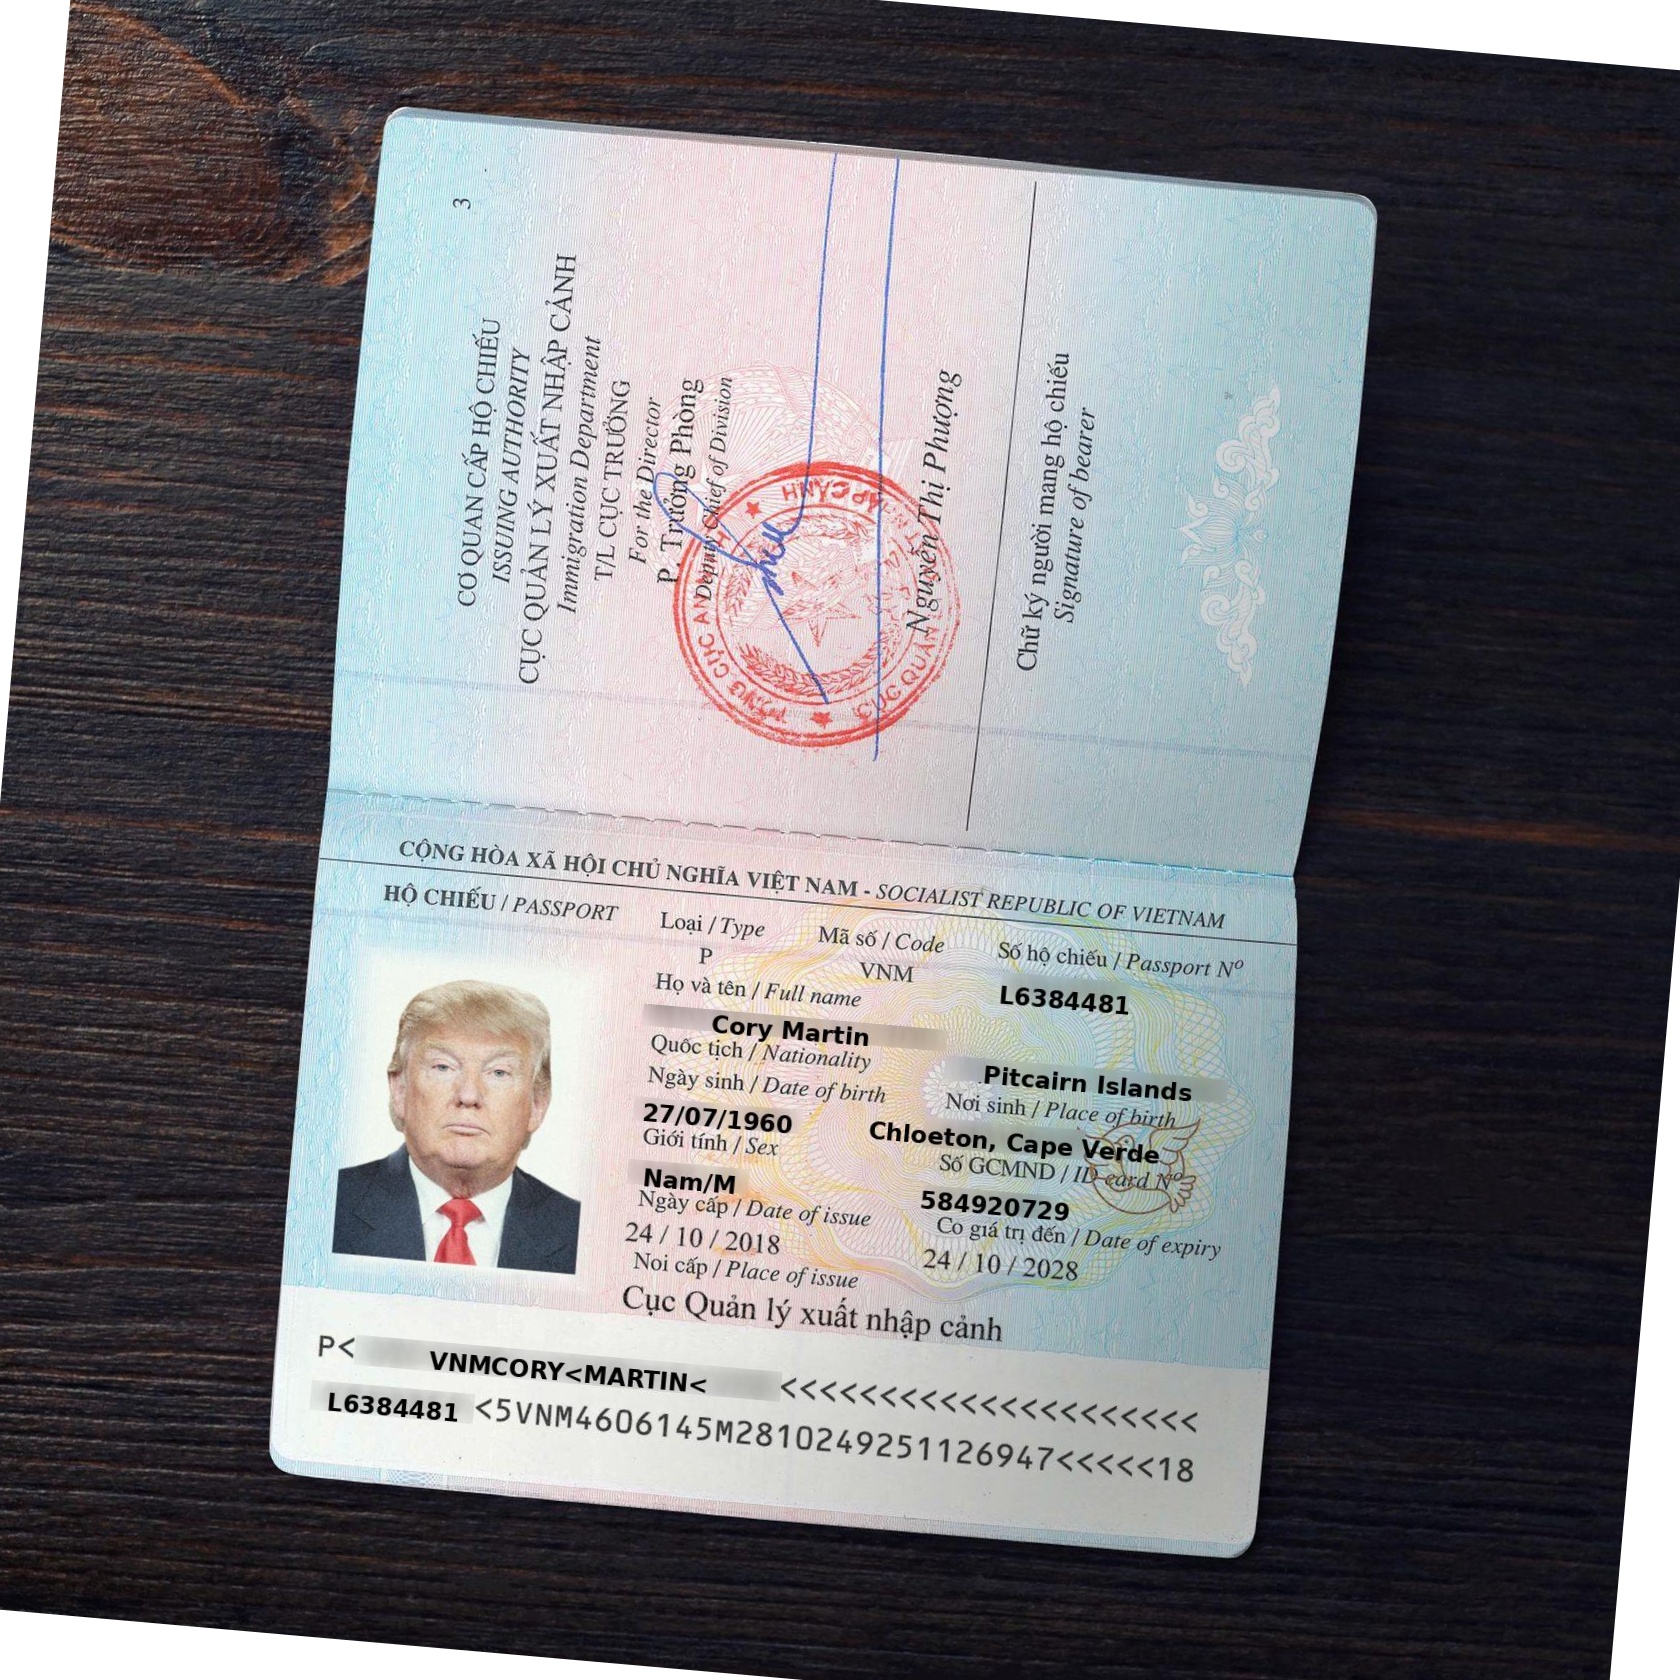 3
CƠ QUAN CẤP HỘ CHIẾU
ISSUING AUTHORITY
CỤC QUẢN LÝ XUẤT NHẬP CẢNH
Immigration Department
T/L CỤC TRƯỞNG
For the Director
P. Trưởng Phòng
Deputy Chief of Division
Nguyễn Thị Phượng
Chữ ký người mang hộ chiếu
Signature of bearer
CỘNG HÒA XÃ HỘI CHỦ NGHĨA VIỆT NAM - SOCIALIST REPUBLIC OF VIETNAM
HỘ CHIẾU / PASSPORT
Loại / Type
Mã số / Code
Số hộ chiếu / Passport Nº
P
VNM
L6384481
Họ và tên / Full name
Cory Martin
Quốc tịch / Nationality
Pitcairn Islands
Ngày sinh / Date of birth
Nơi sinh / Place of birth
27/07/1960
Chloeton, Cape Verde
Giới tính / Sex
Số GCMND / ID card Nº
Nam/M
584920729
Ngày cấp / Date of issue
Co giá trị đến / Date of expiry
24 / 10 / 2018
24 / 10 / 2028
Noi cấp / Place of issue
Cục Quản lý xuất nhập cảnh
P< VNMCORY<MARTIN< <<<<<<<<<<<<<<<<<<<<<
L6384481 <5VNM4606145M2810249251126947<<<<<18